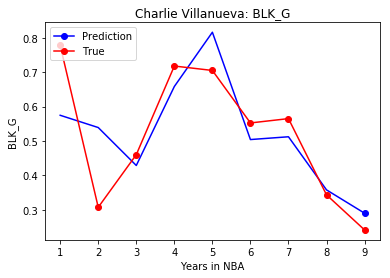 Charlie Villanueva: BLK_G
Prediction
True
0.8
0.7
0.6
0.5
0.4
0.3
BLK_G
1 2 3 4 5 6 7 8 9
Years in NBA